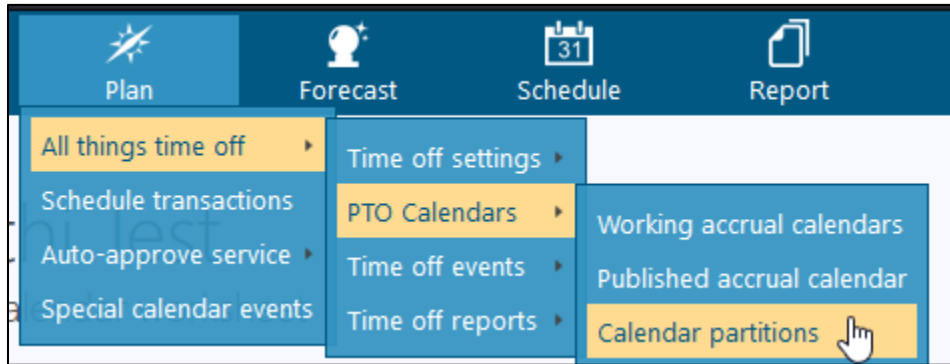 31
Plan
Forecast
Schedule
Report
All things time off
Schedule transactions
Auto-approve service
Special calendar events
Time off settings
PTO Calendars
Time off events
Time off reports
Working accrual calendars
Published accrual calendar
Calendar partitions